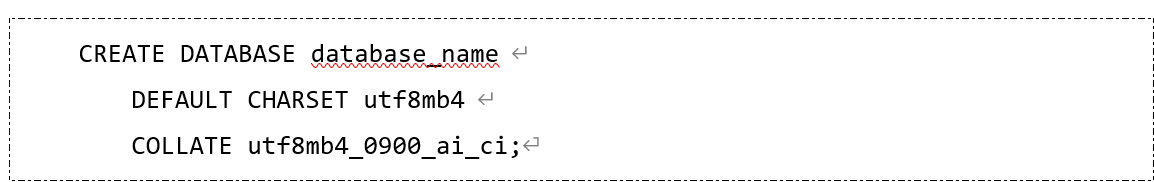 CREATE DATABASE database_name
DEFAULT CHARSET utf8mb4
COLLATE utf8mb4_0900_ai_ci;